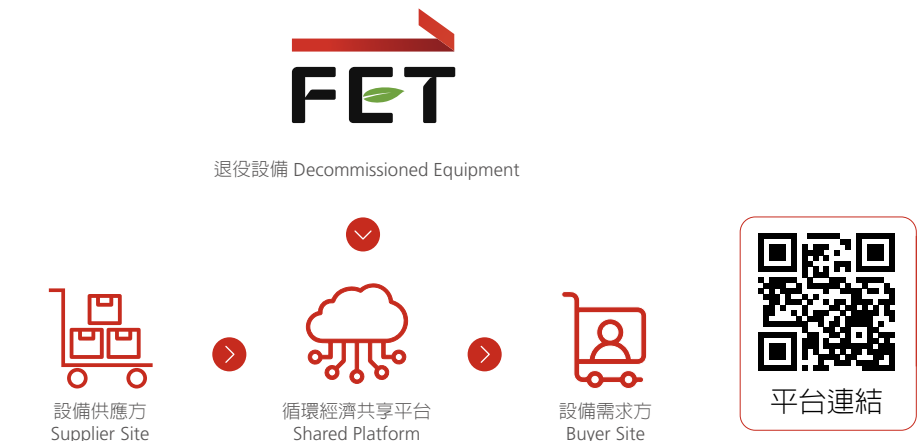 FET
退役設備 Decommissioned Equipment
設備供應方
Supplier Site
循環經濟共享平台
Shared Platform
設備需求方
Buyer Site
平台連結